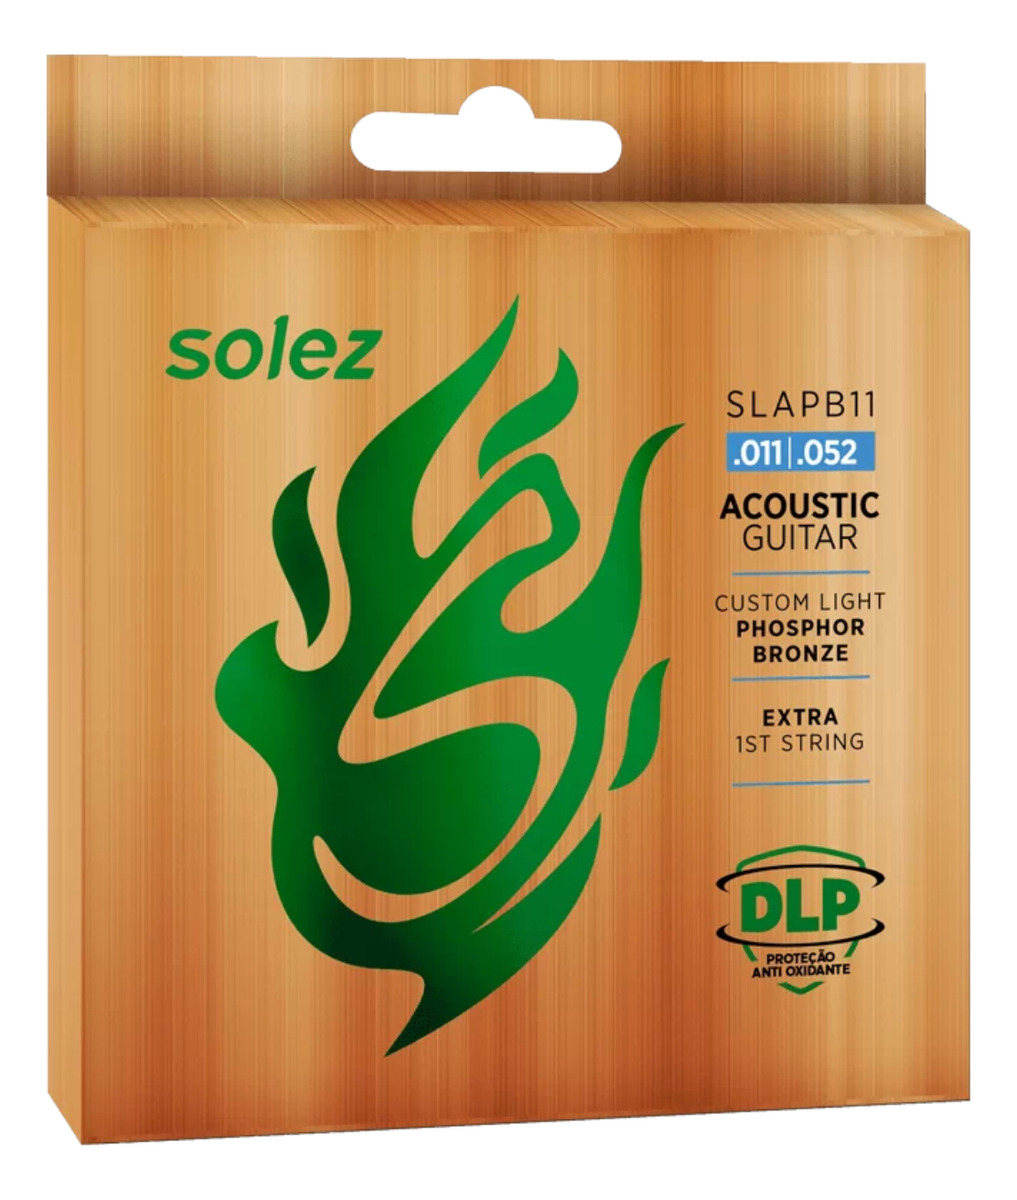 solez
SLAPB11
.011|.052
ACOUSTIC
GUITAR
CUSTOM LIGHT
PHOSPHOR
BRONZE
EXTRA
1ST STRING
DLP
PROTEÇÃO
ANTI OXIDANTE